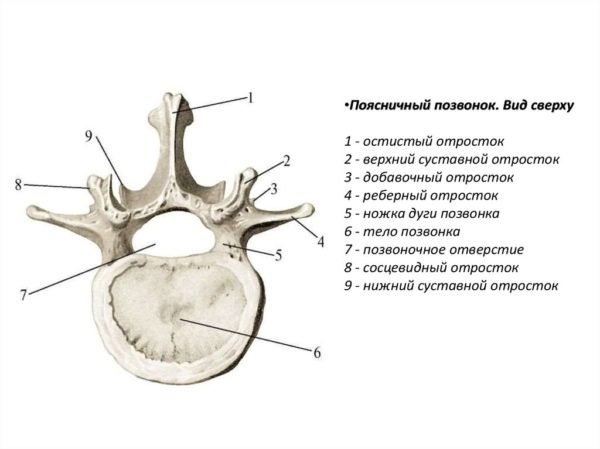 1
9
2
8
3
4
5
7
6
•Поясничный позвонок. Вид сверху
1 - остистый отросток
2 - верхний суставной отросток
3 - добавочный отросток
4 - реберный отросток
5 - ножка дуги позвонка
6 - тело позвонка
7 - позвоночное отверстие
8 - сосцевидный отросток
9 - нижний суставной отросток